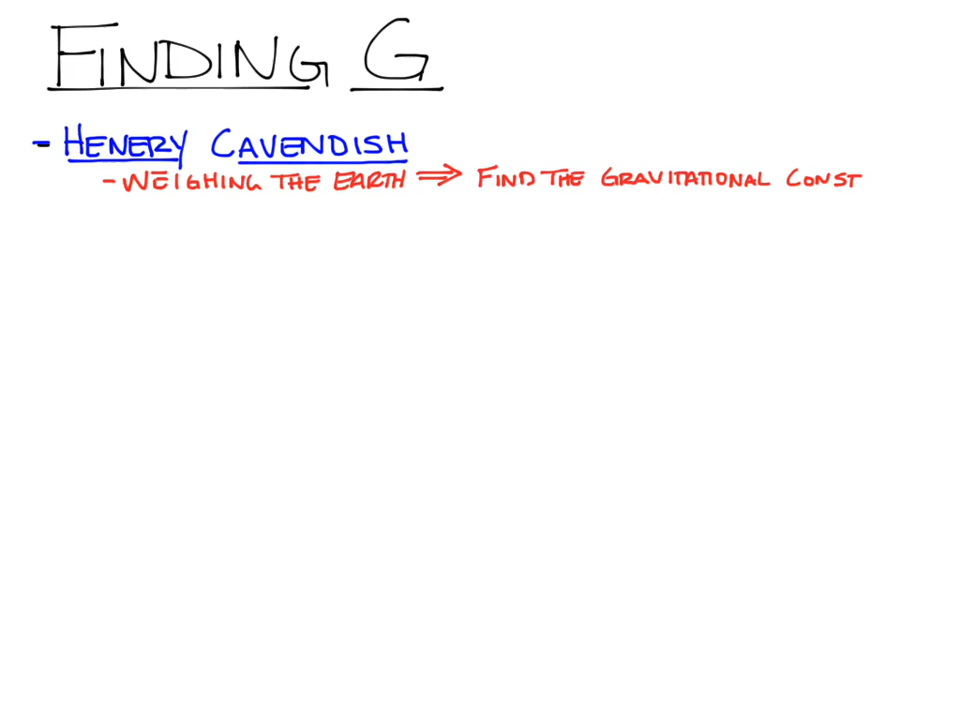 FINDING G
- HENERY CAVENDISH
- WEIGHING THE EARTH ⇒ FIND THE GRAVITATIONAL CONST